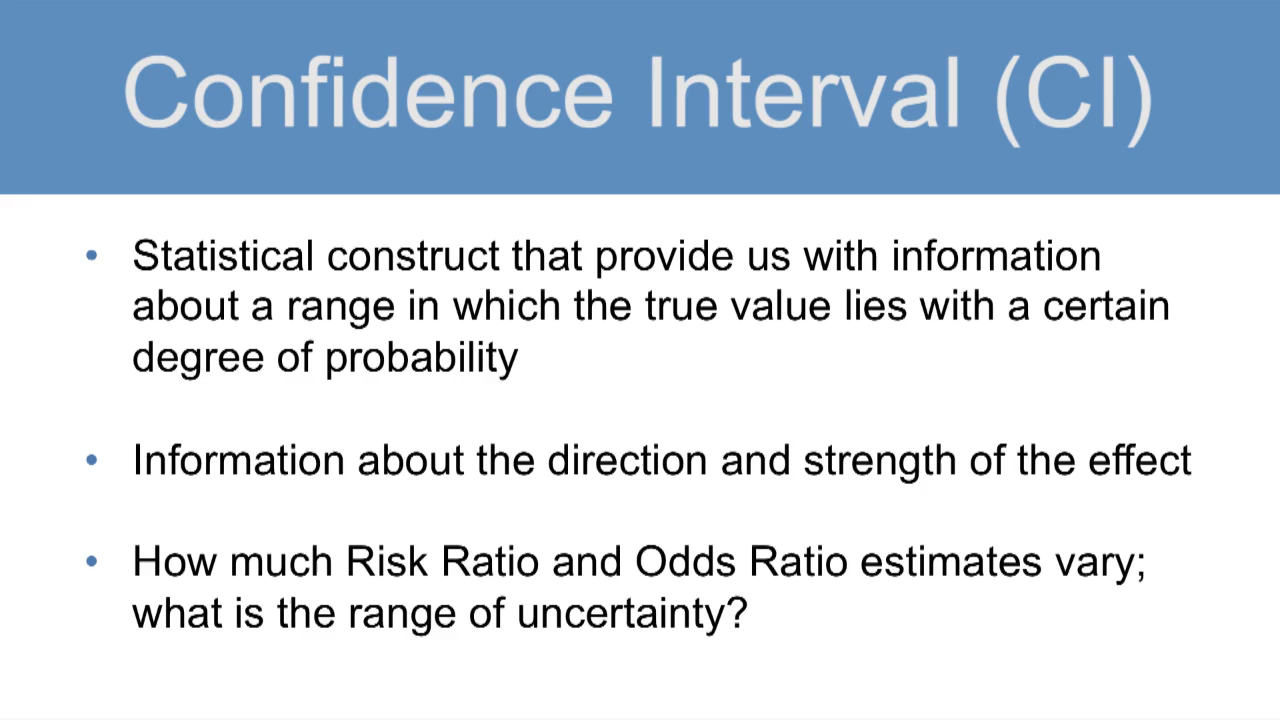 Confidence Interval (CI)
• Statistical construct that provide us with information
about a range in which the true value lies with a certain
degree of probability
• Information about the direction and strength of the effect
• How much Risk Ratio and Odds Ratio estimates vary;
what is the range of uncertainty?